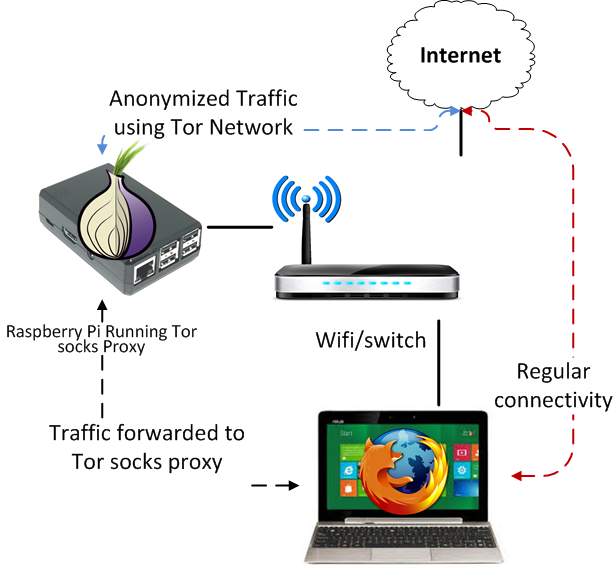 Internet
Anonymized Traffic
using Tor Network
Raspberry Pi Running Tor
socks Proxy
Wifi/switch
Regular
connectivity
Traffic forwarded to
Tor socks proxy
ASUS
Start